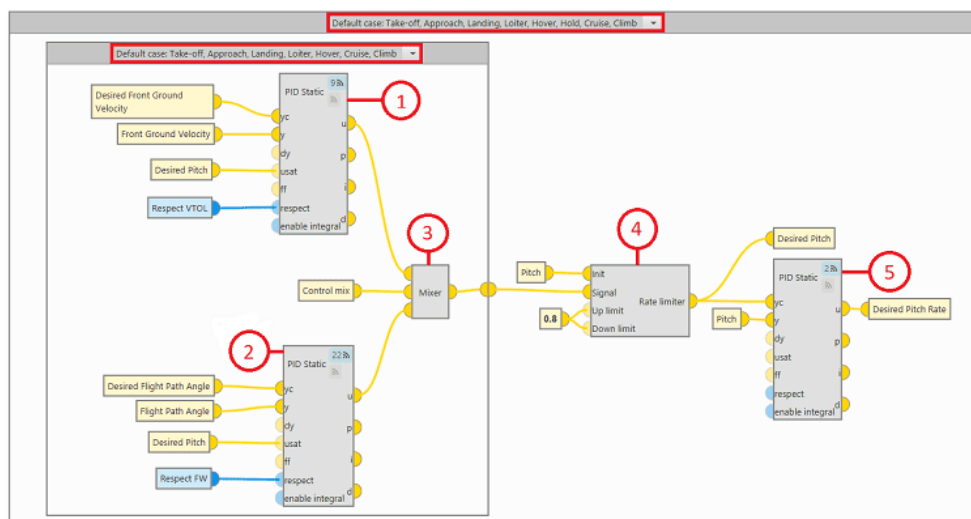 Default case: Take-off, Approach, Landing, Loiter, Hover, Hold, Cruise, Climb
Default case: Take-off, Approach, Landing, Loiter, Hover, Cruise, Climb
Desired Front Ground
Velocity
Front Ground Velocity
Desired Pitch
Respect VTOL
9
PID Static
yc
y
dy
usat
ff
respect
enable integral
u
p
i
d
1
Control mix
3
Mixer
2
22
PID Static
Desired Flight Path Angle
Flight Path Angle
Desired Pitch
Respect FW
yc
y
dy
usat
ff
respect
enable integral
u
p
i
d
4
Pitch
0.8
Init
Signal
Up limit
Down limit
Rate limiter
Desired Pitch
5
2
PID Static
Pitch
yc
y
dy
usat
ff
respect
enable integral
u
p
i
d
Desired Pitch Rate